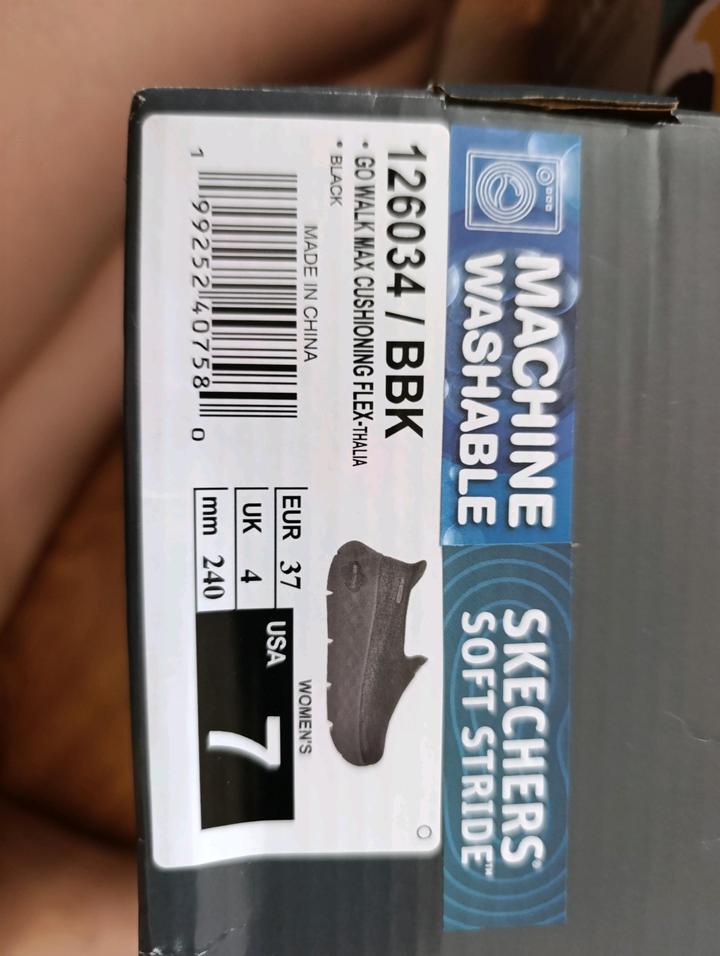 MACHINE
WASHABLE
SKECHERS®
SOFT STRIDE™
126034 / BBK
• GO WALK MAX CUSHIONING FLEX-THALIA
• BLACK
MADE IN CHINA
1 99252 40758 0
WOMEN'S
EUR 37
UK 4
mm 240
USA 7